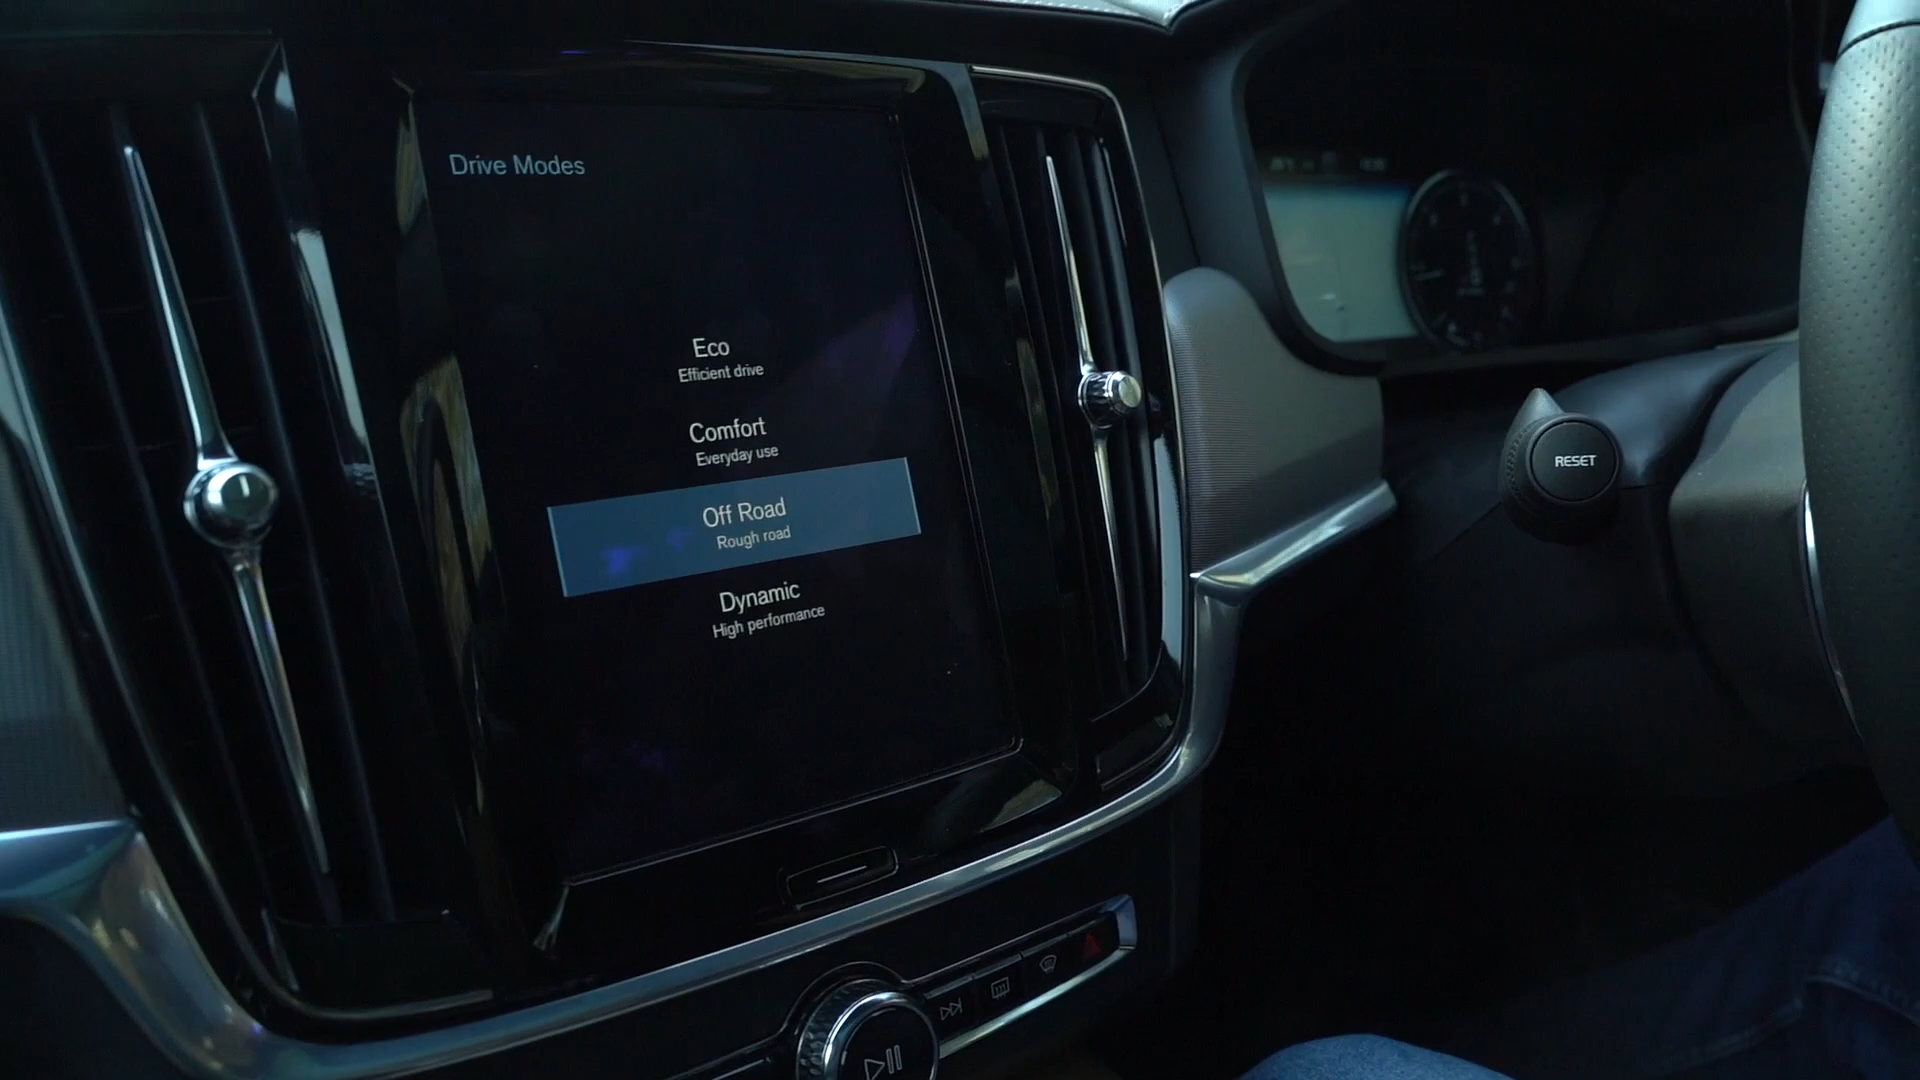 Drive Modes
Eco
Efficient drive
Comfort
Everyday use
Off Road
Rough road
Dynamic
High performance
RESET